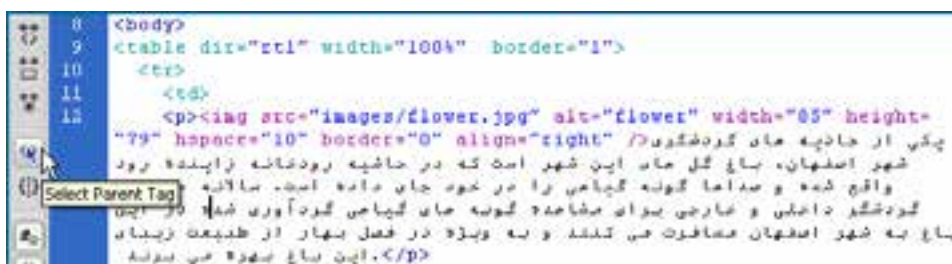 8 <body>
9 <table dir="rtl" width="100%" border="1">
10 <tr>
11 <td>
12 <p><img src="images/flower.jpg" alt="flower" width="85" height=
"79" hspace="10" border="0" align="right" />یکی از جاذبه های گردشگری
شهر اصفهان، باغ گل های این شهر است که در حاشیه رودخانه زاینده رود
واقع شده و صدها گونه گیاهی را در خود جای داده است. سالانه
گردشگر داخلی و خارجی برای مشاهده گونه های گیاهی گردآوری شده در این
باغ به شهر اصفهان مسافرت می کنند و به ویژه در فصل بهار از طبیعت زیبای
این باغ بهره می برند.</p>
Select Parent Tag